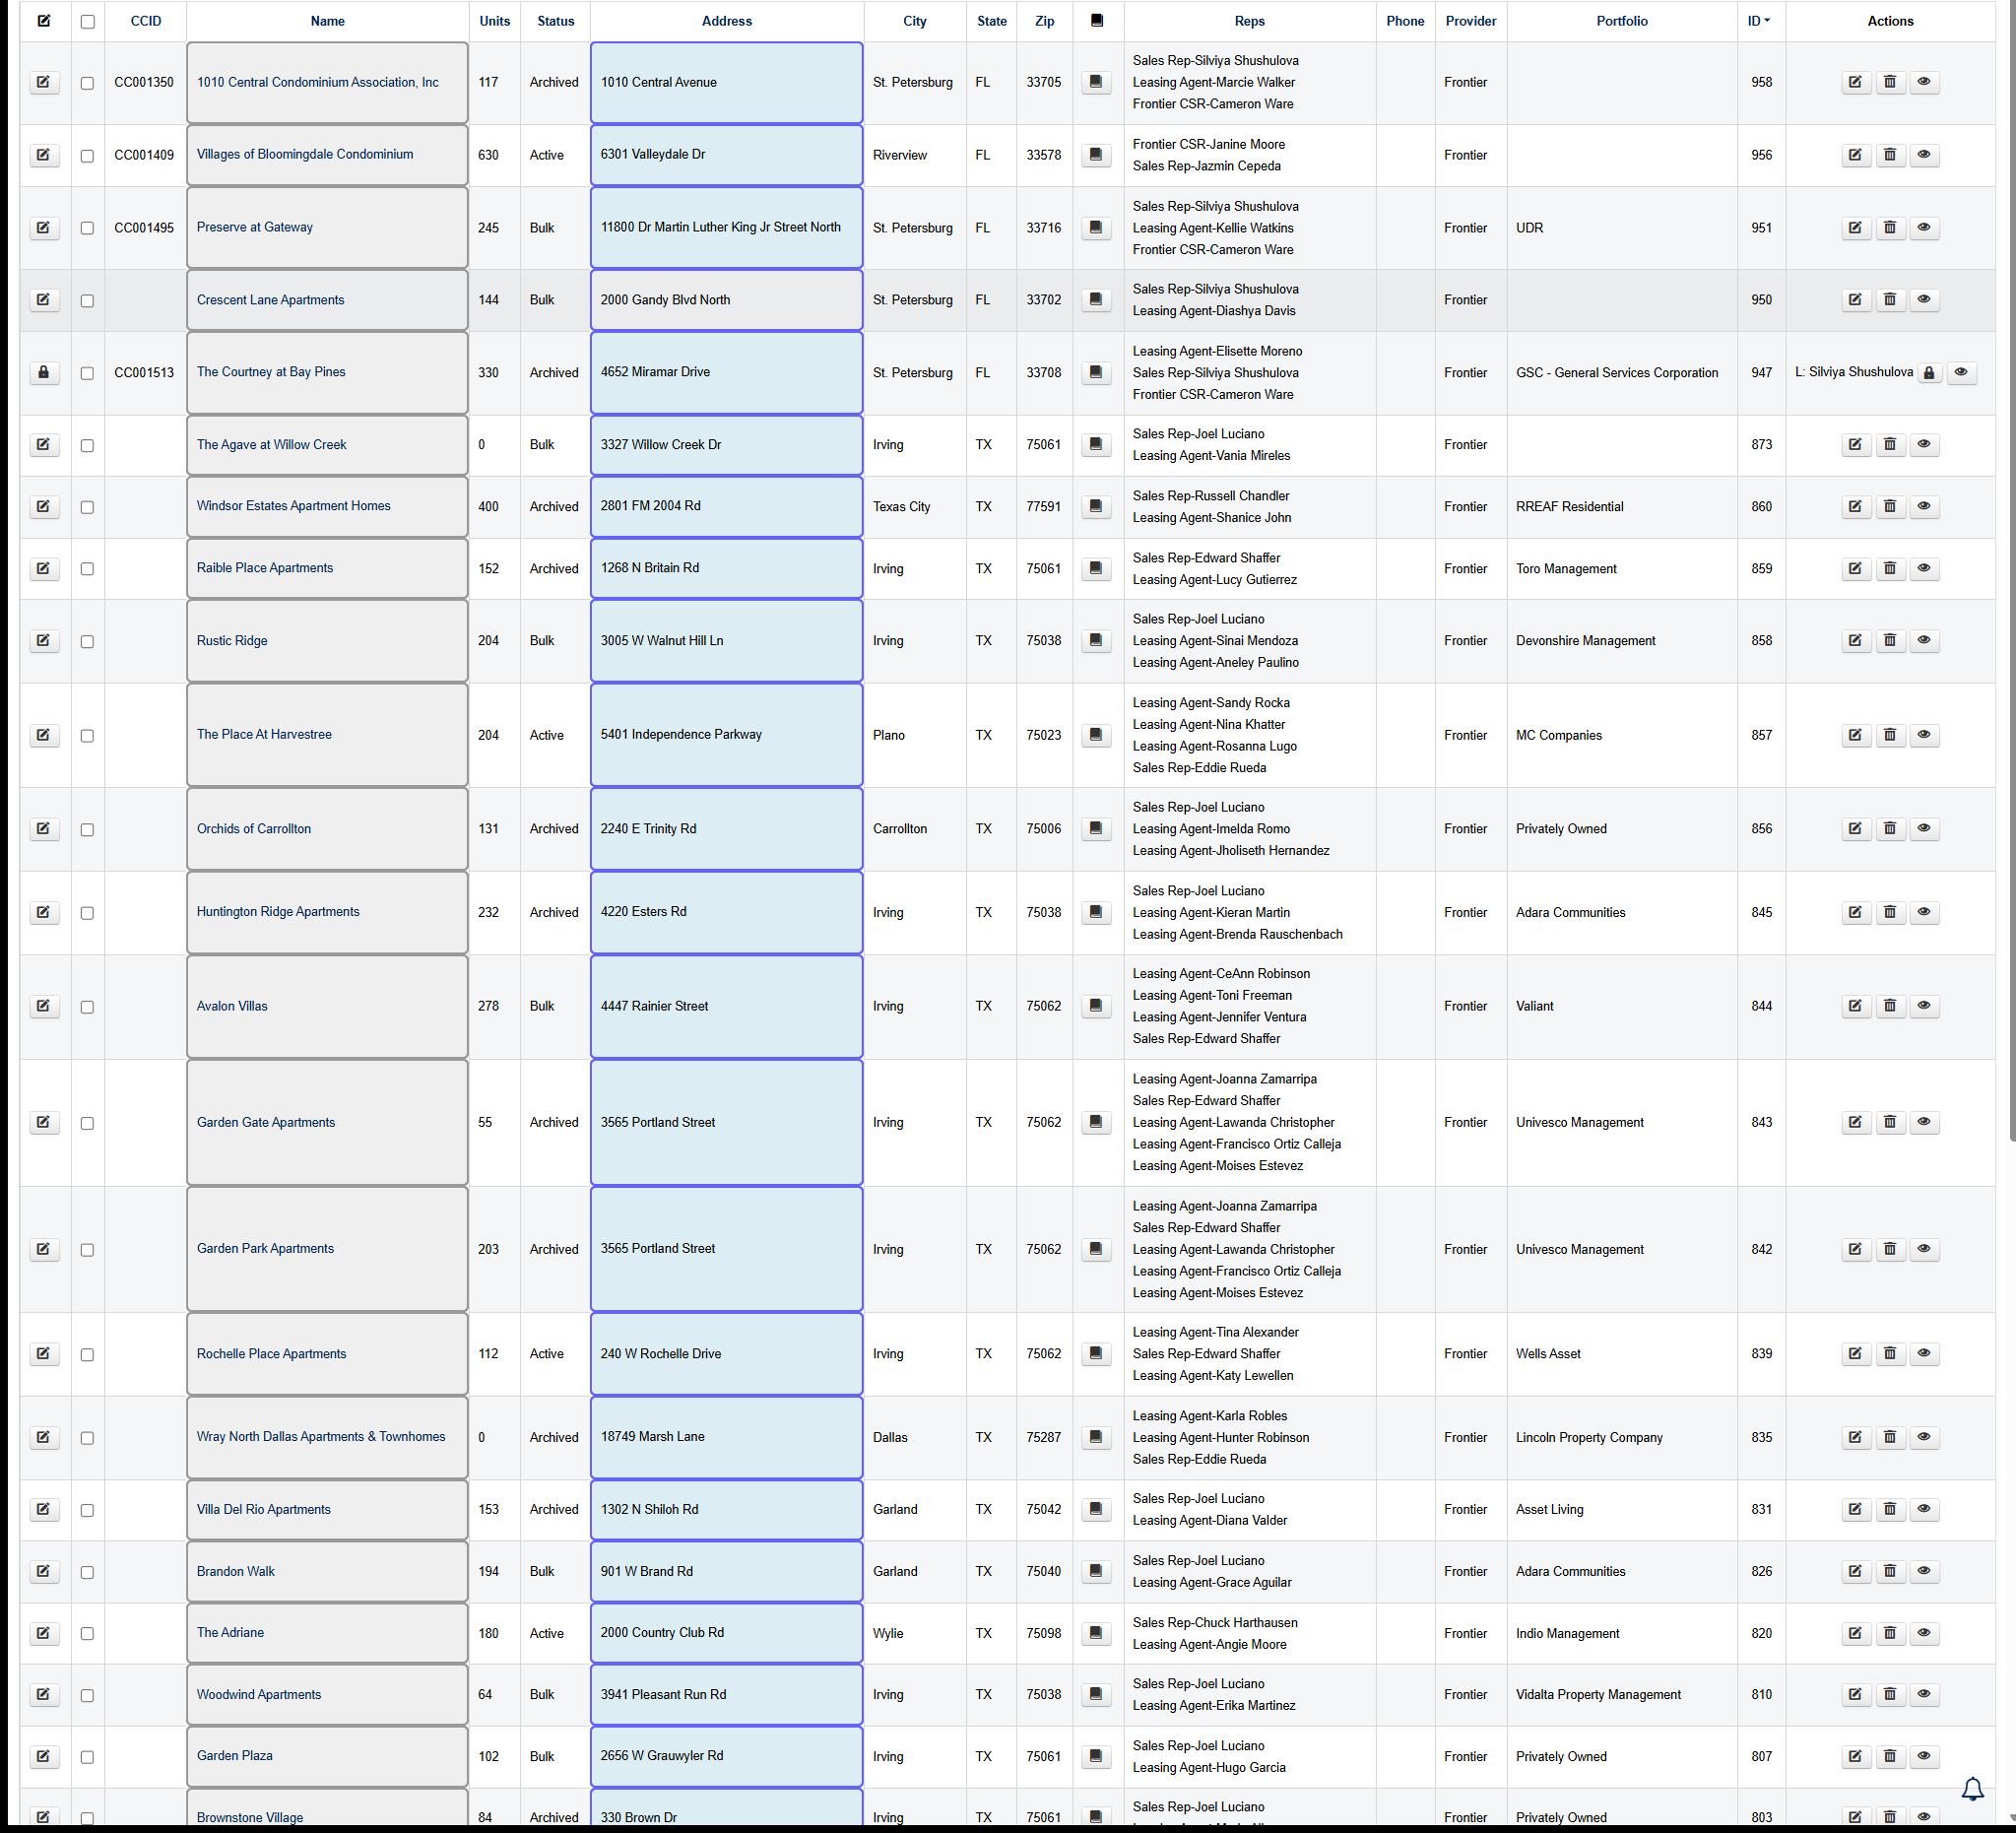 CCID Name Units Status Address City State Zip Reps Phone Provider Portfolio ID Actions
Sales Rep-Silviya Shushulova
CC001350 1010 Central Condominium Association, Inc 117 Archived 1010 Central Avenue St. Petersburg FL 33705 Leasing Agent-Marcie Walker Frontier 958
Frontier CSR-Cameron Ware
Frontier CSR-Janine Moore
CC001409 Villages of Bloomingdale Condominium 630 Active 6301 Valleydale Dr Riverview FL 33578 Frontier 956
Sales Rep-Jazmin Cepeda
Sales Rep-Silviya Shushulova
CC001495 Preserve at Gateway 245 Bulk 11800 Dr Martin Luther King Jr Street North St. Petersburg FL 33716 Leasing Agent-Kellie Watkins Frontier UDR 951
Frontier CSR-Cameron Ware
Sales Rep-Silviya Shushulova
Crescent Lane Apartments 144 Bulk 2000 Gandy Blvd North St. Petersburg FL 33702 Frontier 950
Leasing Agent-Diashya Davis
Leasing Agent-Elisette Moreno
CC001513 The Courtney at Bay Pines 330 Archived 4652 Miramar Drive St. Petersburg FL 33708 Sales Rep-Silviya Shushulova Frontier GSC - General Services Corporation 947 L: Silviya Shushulova
Frontier CSR-Cameron Ware
Sales Rep-Joel Luciano
The Agave at Willow Creek 0 Bulk 3327 Willow Creek Dr Irving TX 75061 Frontier 873
Leasing Agent-Vania Mireles
Sales Rep-Russell Chandler
Windsor Estates Apartment Homes 400 Archived 2801 FM 2004 Rd Texas City TX 77591 Frontier RREAF Residential 860
Leasing Agent-Shanice John
Sales Rep-Edward Shaffer
Raible Place Apartments 152 Archived 1268 N Britain Rd Irving TX 75061 Frontier Toro Management 859
Leasing Agent-Lucy Gutierrez
Sales Rep-Joel Luciano
Rustic Ridge 204 Bulk 3005 W Walnut Hill Ln Irving TX 75038 Leasing Agent-Sinai Mendoza Frontier Devonshire Management 858
Leasing Agent-Aneley Paulino
Leasing Agent-Sandy Rocka
Leasing Agent-Nina Khatter
The Place At Harvestree 204 Active 5401 Independence Parkway Plano TX 75023 Frontier MC Companies 857
Leasing Agent-Rosanna Lugo
Sales Rep-Eddie Rueda
Sales Rep-Joel Luciano
Orchids of Carrollton 131 Archived 2240 E Trinity Rd Carrollton TX 75006 Leasing Agent-Imelda Romo Frontier Privately Owned 856
Leasing Agent-Jholiseth Hernandez
Sales Rep-Joel Luciano
Huntington Ridge Apartments 232 Archived 4220 Esters Rd Irving TX 75038 Leasing Agent-Kieran Martin Frontier Adara Communities 845
Leasing Agent-Brenda Rauschenbach
Leasing Agent-CeAnn Robinson
Leasing Agent-Toni Freeman
Avalon Villas 278 Bulk 4447 Rainier Street Irving TX 75062 Frontier Valiant 844
Leasing Agent-Jennifer Ventura
Sales Rep-Edward Shaffer
Leasing Agent-Joanna Zamarripa
Sales Rep-Edward Shaffer
Garden Gate Apartments 55 Archived 3565 Portland Street Irving TX 75062 Leasing Agent-Lawanda Christopher Frontier Univesco Management 843
Leasing Agent-Francisco Ortiz Calleja
Leasing Agent-Moises Estevez
Leasing Agent-Joanna Zamarripa
Sales Rep-Edward Shaffer
Garden Park Apartments 203 Archived 3565 Portland Street Irving TX 75062 Leasing Agent-Lawanda Christopher Frontier Univesco Management 842
Leasing Agent-Francisco Ortiz Calleja
Leasing Agent-Moises Estevez
Leasing Agent-Tina Alexander
Rochelle Place Apartments 112 Active 240 W Rochelle Drive Irving TX 75062 Sales Rep-Edward Shaffer Frontier Wells Asset 839
Leasing Agent-Katy Lewellen
Leasing Agent-Karla Robles
Wray North Dallas Apartments & Townhomes 0 Archived 18749 Marsh Lane Dallas TX 75287 Leasing Agent-Hunter Robinson Frontier Lincoln Property Company 835
Sales Rep-Eddie Rueda
Sales Rep-Joel Luciano
Villa Del Rio Apartments 153 Archived 1302 N Shiloh Rd Garland TX 75042 Frontier Asset Living 831
Leasing Agent-Diana Valder
Sales Rep-Joel Luciano
Brandon Walk 194 Bulk 901 W Brand Rd Garland TX 75040 Frontier Adara Communities 826
Leasing Agent-Grace Aguilar
Sales Rep-Chuck Harthausen
The Adriane 180 Active 2000 Country Club Rd Wylie TX 75098 Frontier Indio Management 820
Leasing Agent-Angie Moore
Sales Rep-Joel Luciano
Woodwind Apartments 64 Bulk 3941 Pleasant Run Rd Irving TX 75038 Frontier Vidalta Property Management 810
Leasing Agent-Erika Martinez
Sales Rep-Joel Luciano
Garden Plaza 102 Bulk 2656 W Grauwyler Rd Irving TX 75061 Frontier Privately Owned 807
Leasing Agent-Hugo Garcia
Sales Rep-Joel Luciano
Brownstone Village 84 Archived 330 Brown Dr Irving TX 75061 Frontier Privately Owned 803